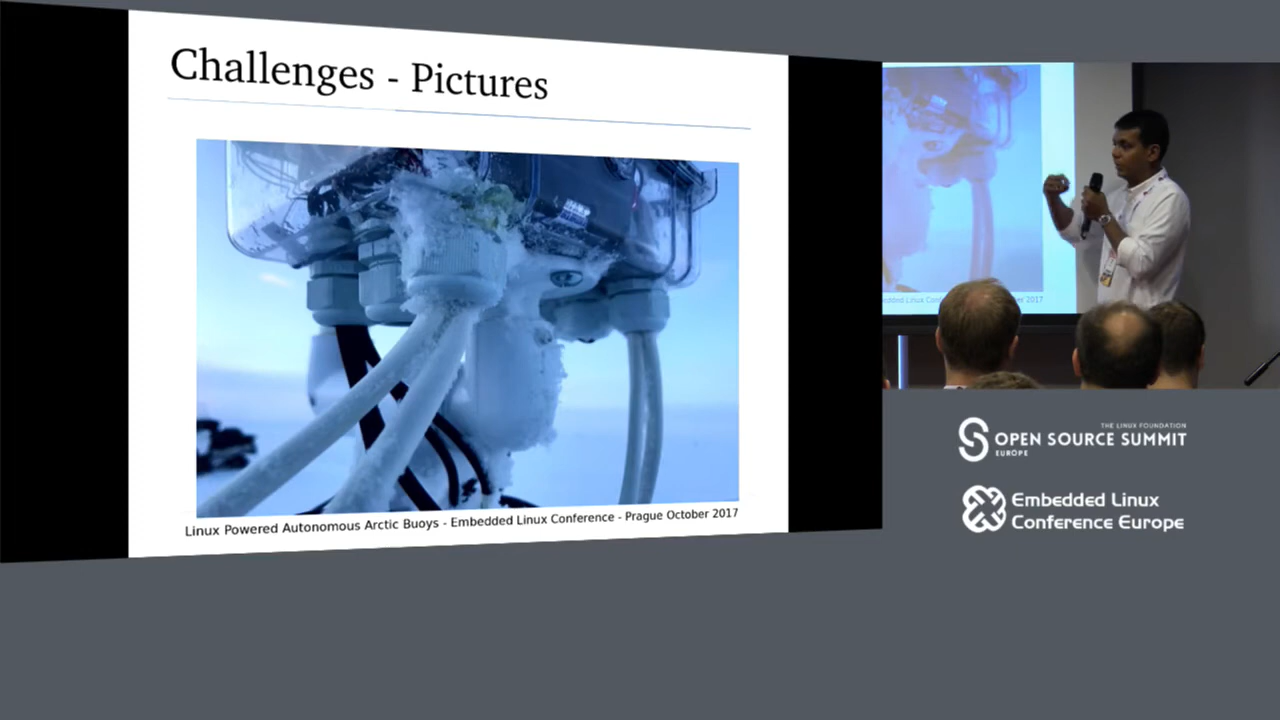 Challenges - Pictures
Linux Powered Autonomous Arctic Buoys - Embedded Linux Conference - Prague October 2017
2017
THE LINUX FOUNDATION
OPEN SOURCE SUMMIT
EUROPE
Embedded Linux
Conference Europe